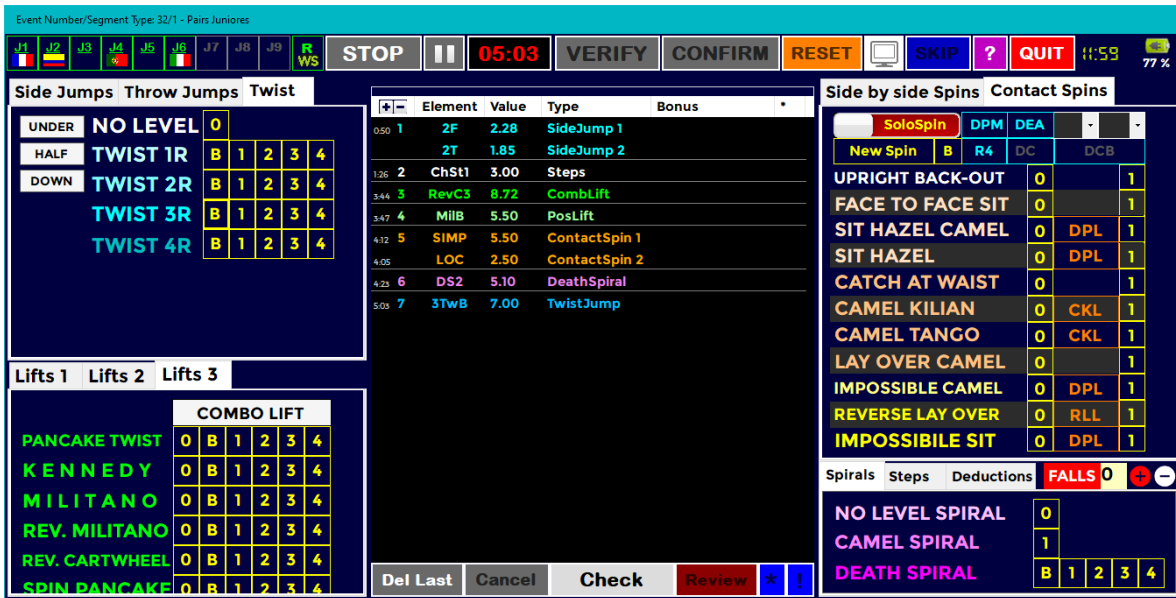 Event Number/Segment Type: 32/1 - Pairs Juniores
J1 J2 J3 J4 J5 J6 J7 J8 J9 R WS STOP 05:03 VERIFY CONFIRM RESET SKIP ? QUIT 11:59 77 %
Side Jumps Throw Jumps Twist
UNDER NO LEVEL 0
HALF TWIST 1R B 1 2 3 4
DOWN TWIST 2R B 1 2 3 4
TWIST 3R B 1 2 3 4
TWIST 4R B 1 2 3 4
Lifts 1 Lifts 2 Lifts 3
COMBO LIFT
PANCAKE TWIST 0 B 1 2 3 4
KENNEDY 0 B 1 2 3 4
MILITANO 0 B 1 2 3 4
REV. MILITANO 0 B 1 2 3 4
REV. CARTWHEEL 0 B 1 2 3 4
SPIN PANCAKE 0 B 1 2 3 4
+ - Element Value Type Bonus *
0:50 1 2F 2.28 SideJump 1
2T 1.85 SideJump 2
1:26 2 ChSt1 3.00 Steps
3:44 3 RevC3 8.72 CombLift
3:47 4 MilB 5.50 PosLift
4:12 5 SIMP 5.50 ContactSpin 1
4:05 LOC 2.50 ContactSpin 2
4:23 6 DS2 5.10 DeathSpiral
5:03 7 3TwB 7.00 TwistJump
Del Last Cancel Check Review * !
Side by side Spins Contact Spins
SoloSpin DPM DEA
New Spin B R4 DC DCB
UPRIGHT BACK-OUT 0 1
FACE TO FACE SIT 0 1
SIT HAZEL CAMEL 0 DPL 1
SIT HAZEL 0 DPL 1
CATCH AT WAIST 0 1
CAMEL KILIAN 0 CKL 1
CAMEL TANGO 0 CKL 1
LAY OVER CAMEL 0 1
IMPOSSIBLE CAMEL 0 DPL 1
REVERSE LAY OVER 0 RLL 1
IMPOSSIBILE SIT 0 DPL 1
Spirals Steps Deductions FALLS 0 + -
NO LEVEL SPIRAL 0
CAMEL SPIRAL 1
DEATH SPIRAL B 1 2 3 4